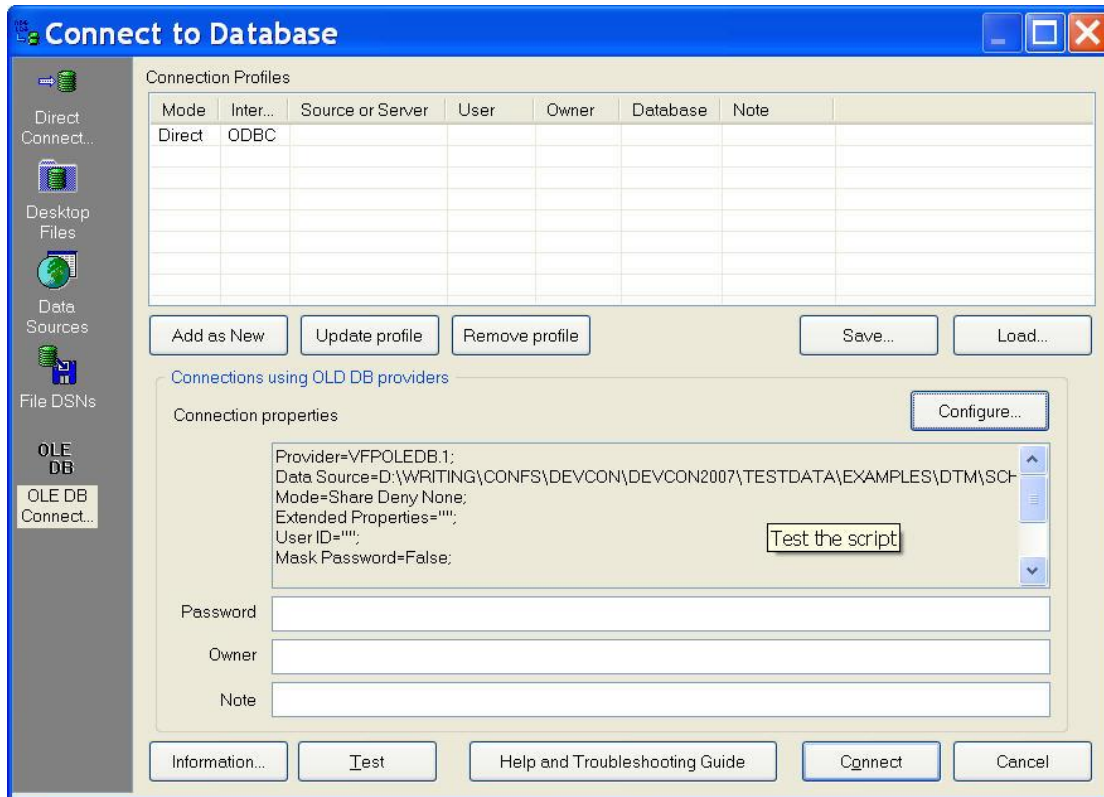 Connect to Database
Direct
Connect...
Desktop
Files
Data
Sources
File DSNs
OLE
DB
OLE DB
Connect...
Connection Profiles
Mode Inter... Source or Server User Owner Database Note
Direct ODBC
Add as New Update profile Remove profile Save... Load...
Connections using OLD DB providers
Connection properties Configure...
Provider=VFPOLEDB.1;
Data Source=D:\WRITING\CONFS\DEVCON\DEVCON2007\TESTDATA\EXAMPLES\DTM\SCH
Mode=Share Deny None;
Extended Properties="";
User ID="";
Test the script
Mask Password=False;
Password
Owner
Note
Information... Test Help and Troubleshooting Guide Connect Cancel